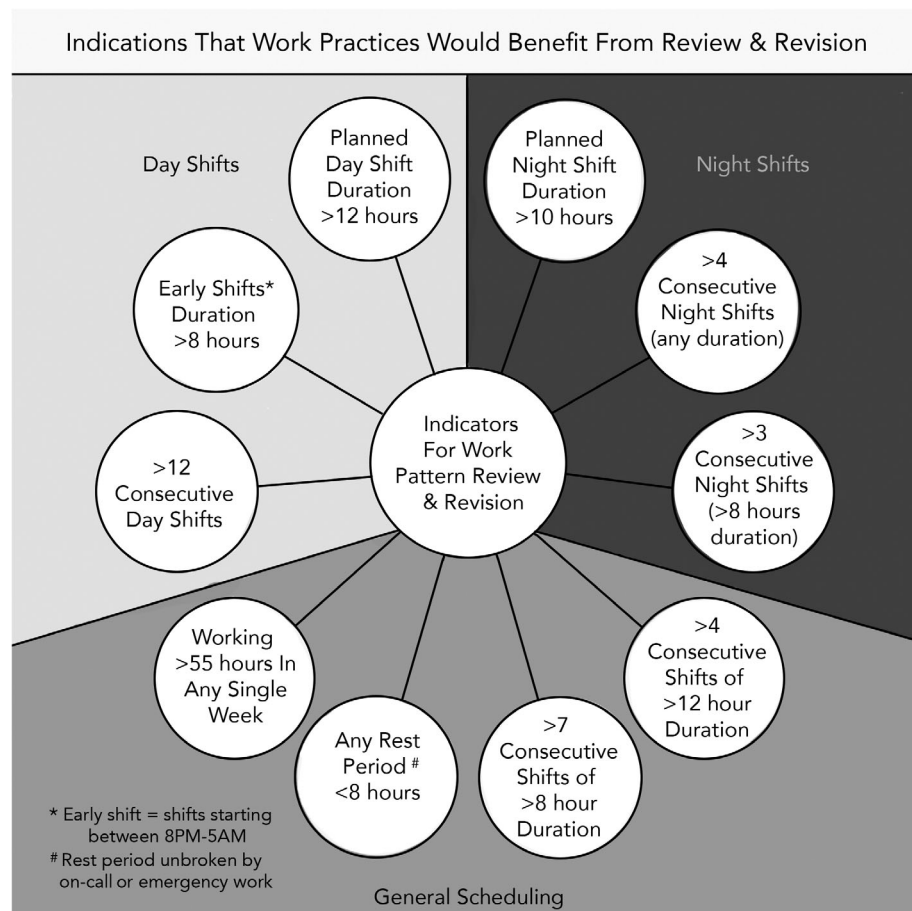 Indications That Work Practices Would Benefit From Review & Revision
Day Shifts
Planned
Day Shift
Duration
>12 hours
Early Shifts*
Duration
>8 hours
>12
Consecutive
Day Shifts
Night Shifts
Planned
Night Shift
Duration
>10 hours
>4
Consecutive
Night Shifts
(any duration)
>3
Consecutive
Night Shifts
(>8 hours
duration)
Indicators
For Work
Pattern Review
& Revision
Working
>55 hours In
Any Single
Week
Any Rest
Period #
<8 hours
>7
Consecutive
Shifts of
>8 hour
Duration
>4
Consecutive
Shifts of
>12 hour
Duration
* Early shift = shifts starting
between 8PM-5AM
# Rest period unbroken by
on-call or emergency work
General Scheduling